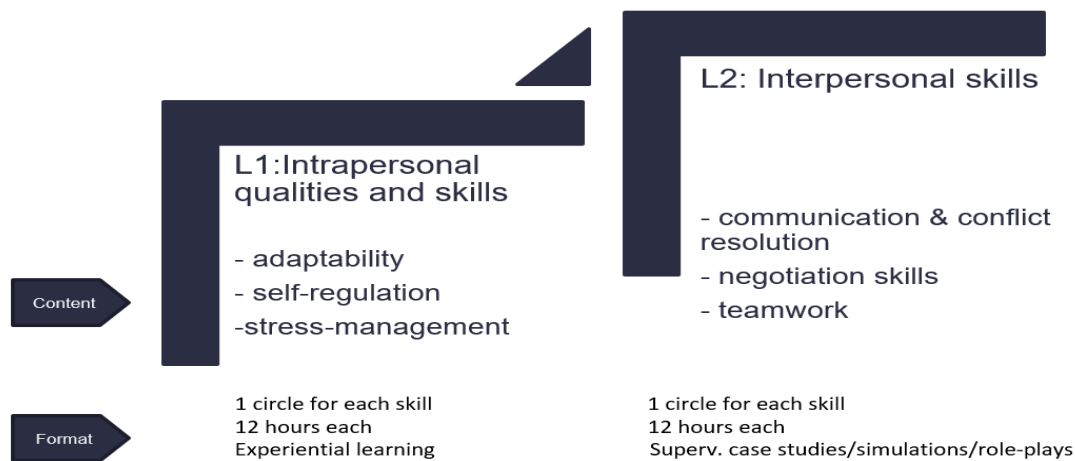 L2: Interpersonal skills
- communication & conflict
resolution
- negotiation skills
- teamwork
L1:Intrapersonal
qualities and skills
- adaptability
- self-regulation
-stress-management
Content
Format
1 circle for each skill
12 hours each
Experiential learning
1 circle for each skill
12 hours each
Superv. case studies/simulations/role-plays